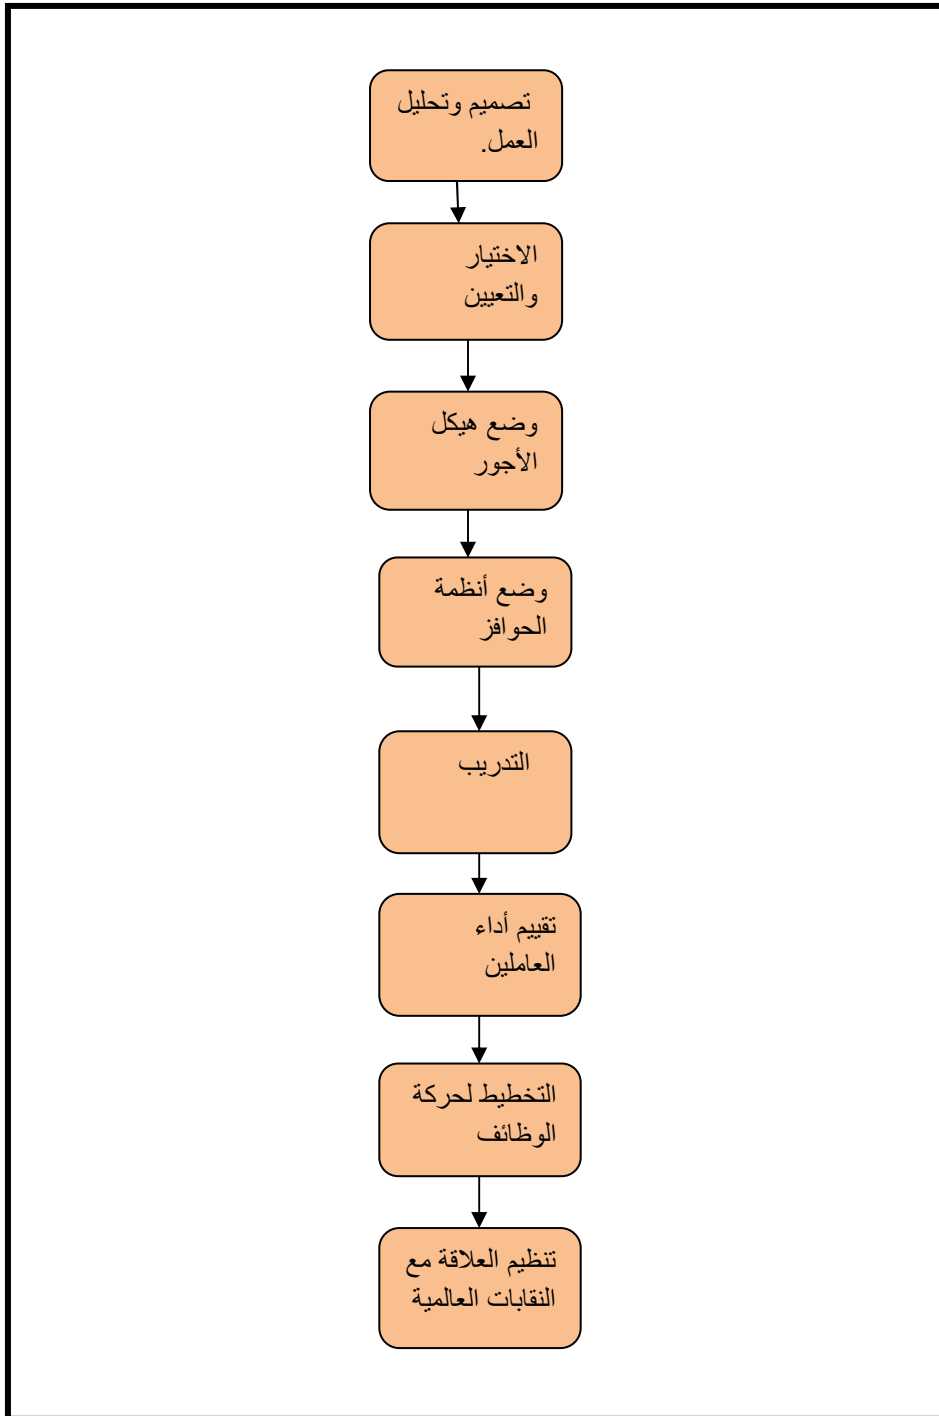 تصميم وتحليل
العمل.
الاختيار
والتعيين
وضع هيكل
الأجور
وضع أنظمة
الحوافز
التدريب
تقييم أداء
العاملين
التخطيط لحركة
الوظائف
تنظيم العلاقة مع
النقابات العالمية